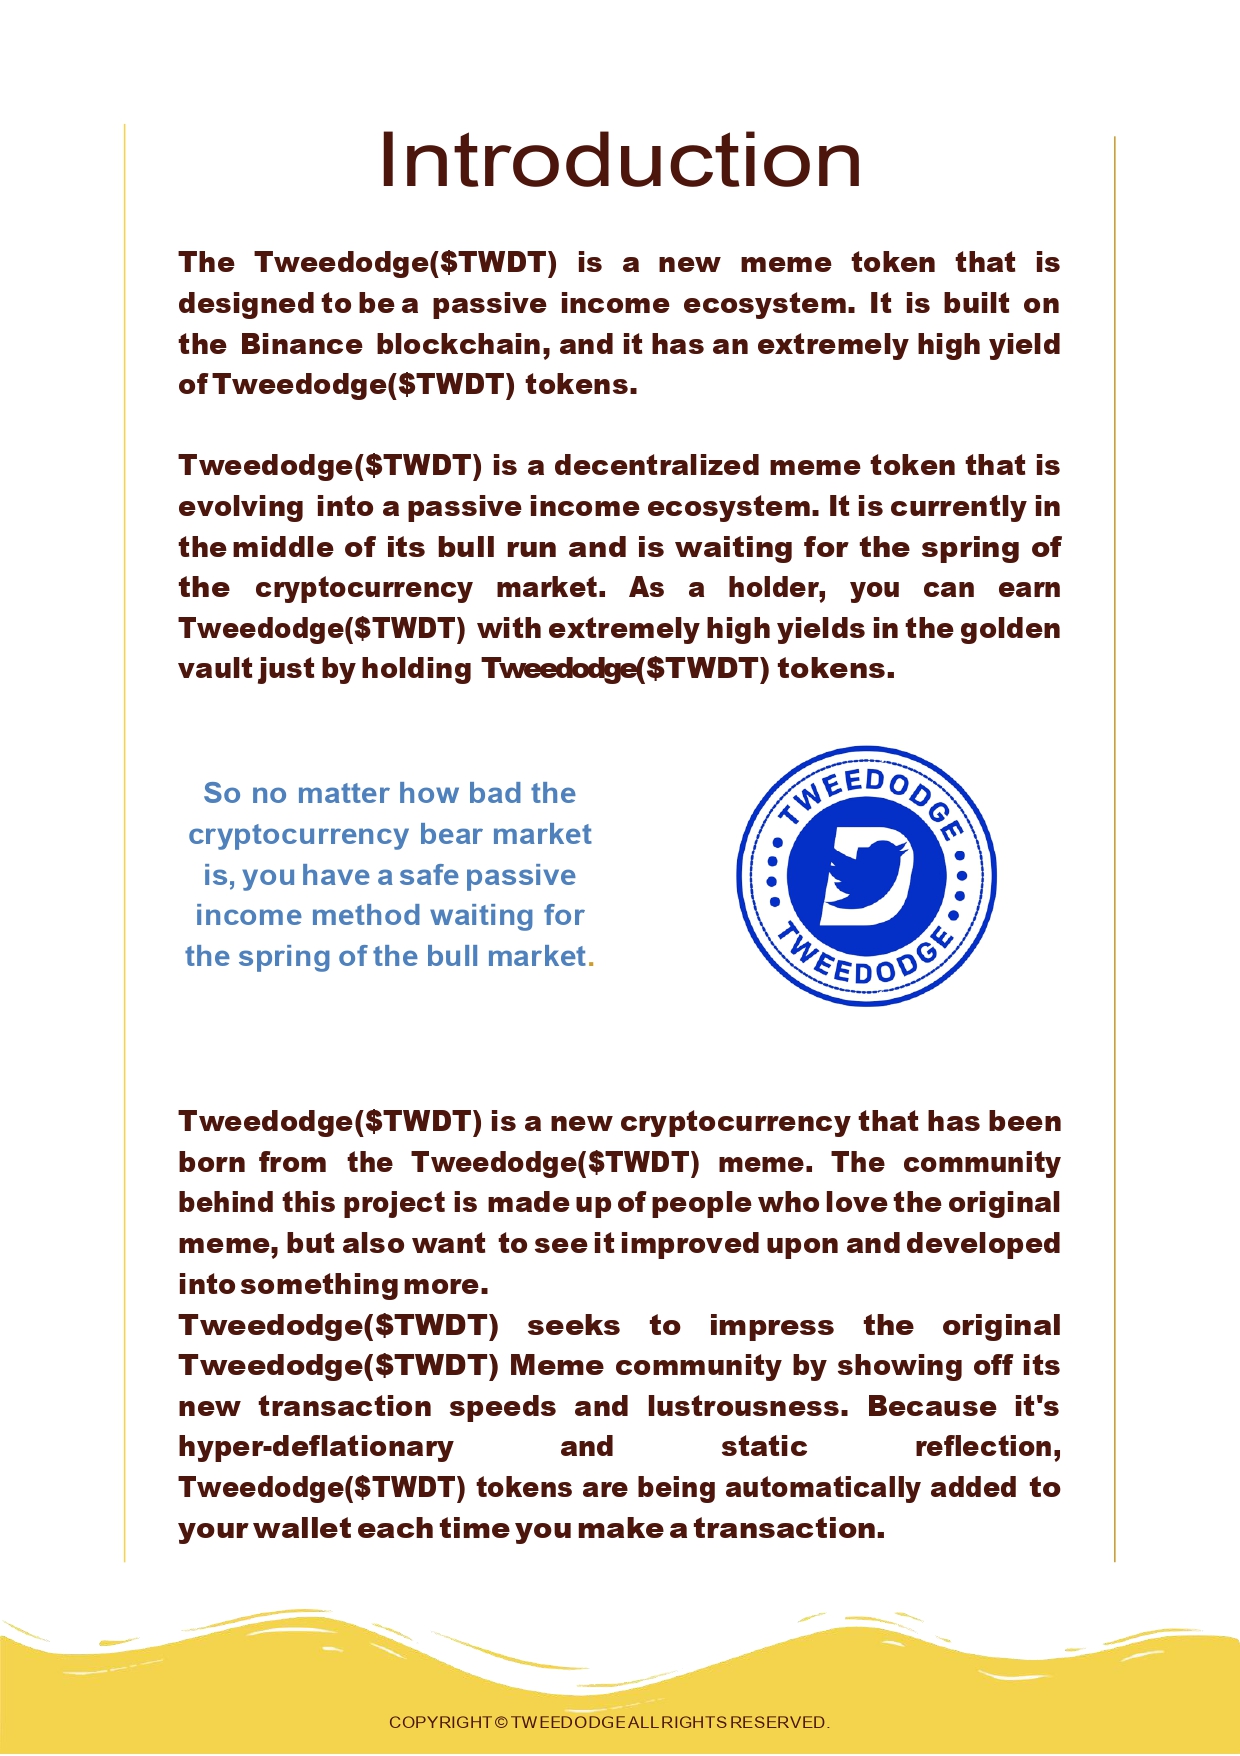 Introduction
The Tweedodge($TWDT) is a new meme token that is
designed to be a passive income ecosystem. It is built on
the Binance blockchain, and it has an extremely high yield
of Tweedodge($TWDT) tokens.
Tweedodge($TWDT) is a decentralized meme token that is
evolving into a passive income ecosystem. It is currently in
the middle of its bull run and is waiting for the spring of
the cryptocurrency market. As a holder, you can earn
Tweedodge($TWDT) with extremely high yields in the golden
vault just by holding Tweedodge($TWDT) tokens.
So no matter how bad the
cryptocurrency bear market
is, you have a safe passive
income method waiting for
the spring of the bull market.
TWEEDODGE
D
TWEEDODGE
Tweedodge($TWDT) is a new cryptocurrency that has been
born from the Tweedodge($TWDT) meme. The community
behind this project is made up of people who love the original
meme, but also want to see it improved upon and developed
into something more.
Tweedodge($TWDT) seeks to impress the original
Tweedodge($TWDT) Meme community by showing off its
new transaction speeds and lustrousness. Because it's
hyper-deflationary and static reflection,
Tweedodge($TWDT) tokens are being automatically added to
your wallet each time you make a transaction.
COPYRIGHT © TWEEDODGE ALL RIGHTS RESERVED.